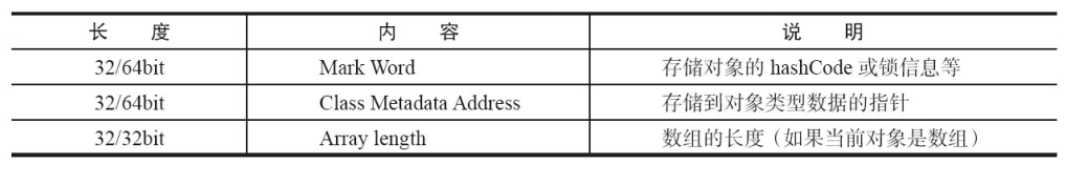 长 度 内 容 说 明
32/64bit Mark Word 存储对象的 hashCode 或锁信息等
32/64bit Class Metadata Address 存储到对象类型数据的指针
32/32bit Array length 数组的长度（如果当前对象是数组）